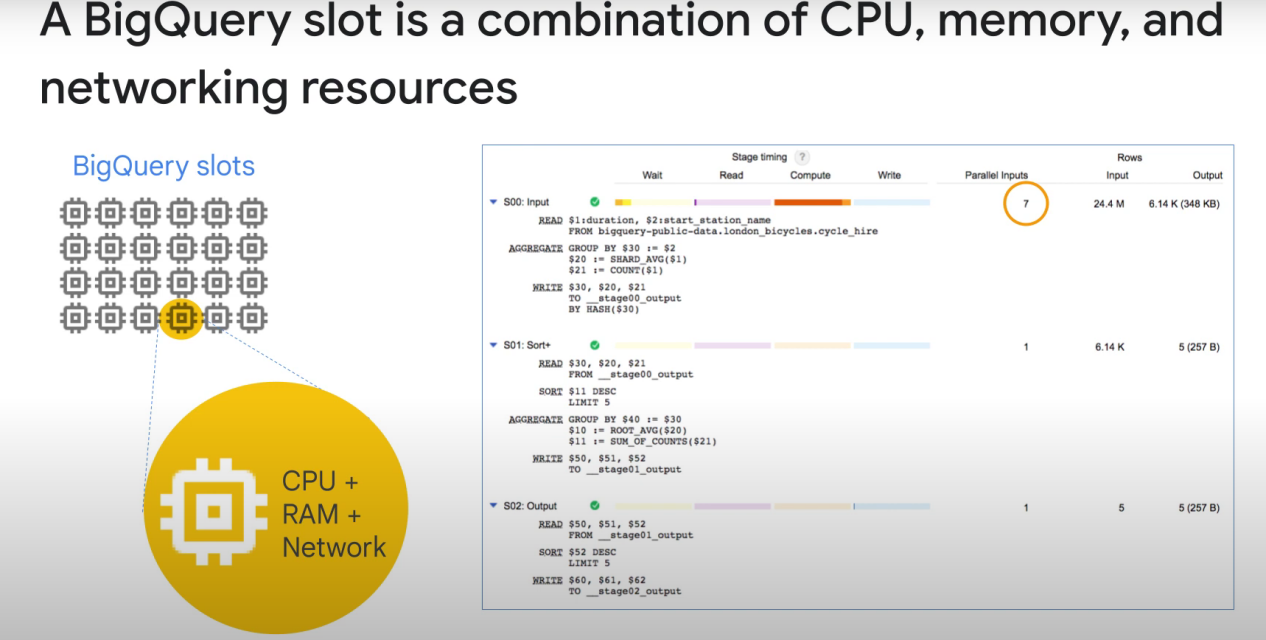 A BigQuery slot is a combination of CPU, memory, and
networking resources
BigQuery slots
CPU +
RAM +
Network
Stage timing ?
Rows
Wait Read Compute Write Parallel Inputs Input Output
S00: Input 7 24.4 M 6.14 K (348 KB)
READ $1:duration, $2:start_station_name
FROM bigquery-public-data.london_bicycles.cycle_hire
AGGREGATE GROUP BY $30 := $2
$20 := SHARD_AVG($1)
$21 := COUNT($1)
WRITE $30, $20, $21
TO __stage00_output
BY HASH($30)
S01: Sort+ 1 6.14 K 5 (257 B)
READ $30, $20, $21
FROM __stage00_output
SORT $11 DESC
LIMIT 5
AGGREGATE GROUP BY $40 := $30
$10 := ROOT_AVG($20)
$11 := SUM_OF_COUNTS($21)
WRITE $50, $51, $52
TO __stage01_output
S02: Output 1 5 5 (257 B)
READ $50, $51, $52
FROM __stage01_output
SORT $52 DESC
LIMIT 5
WRITE $60, $61, $62
TO __stage02_output